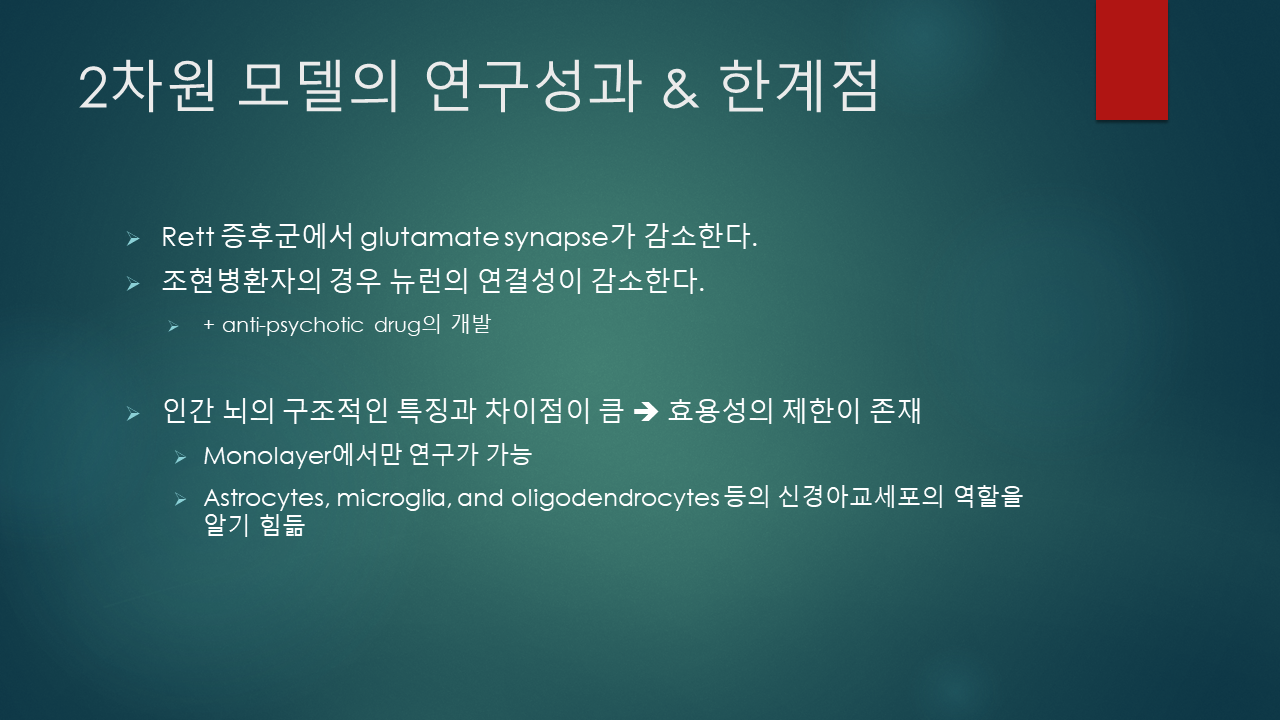 2차원 모델의 연구성과 & 한계점
Rett 증후군에서 glutamate synapse가 감소한다.
조현병환자의 경우 뉴런의 연결성이 감소한다.
+ anti-psychotic drug의 개발
인간 뇌의 구조적인 특징과 차이점이 큼 ➔ 효용성의 제한이 존재
Monolayer에서만 연구가 가능
Astrocytes, microglia, and oligodendrocytes 등의 신경아교세포의 역할을
알기 힘듦